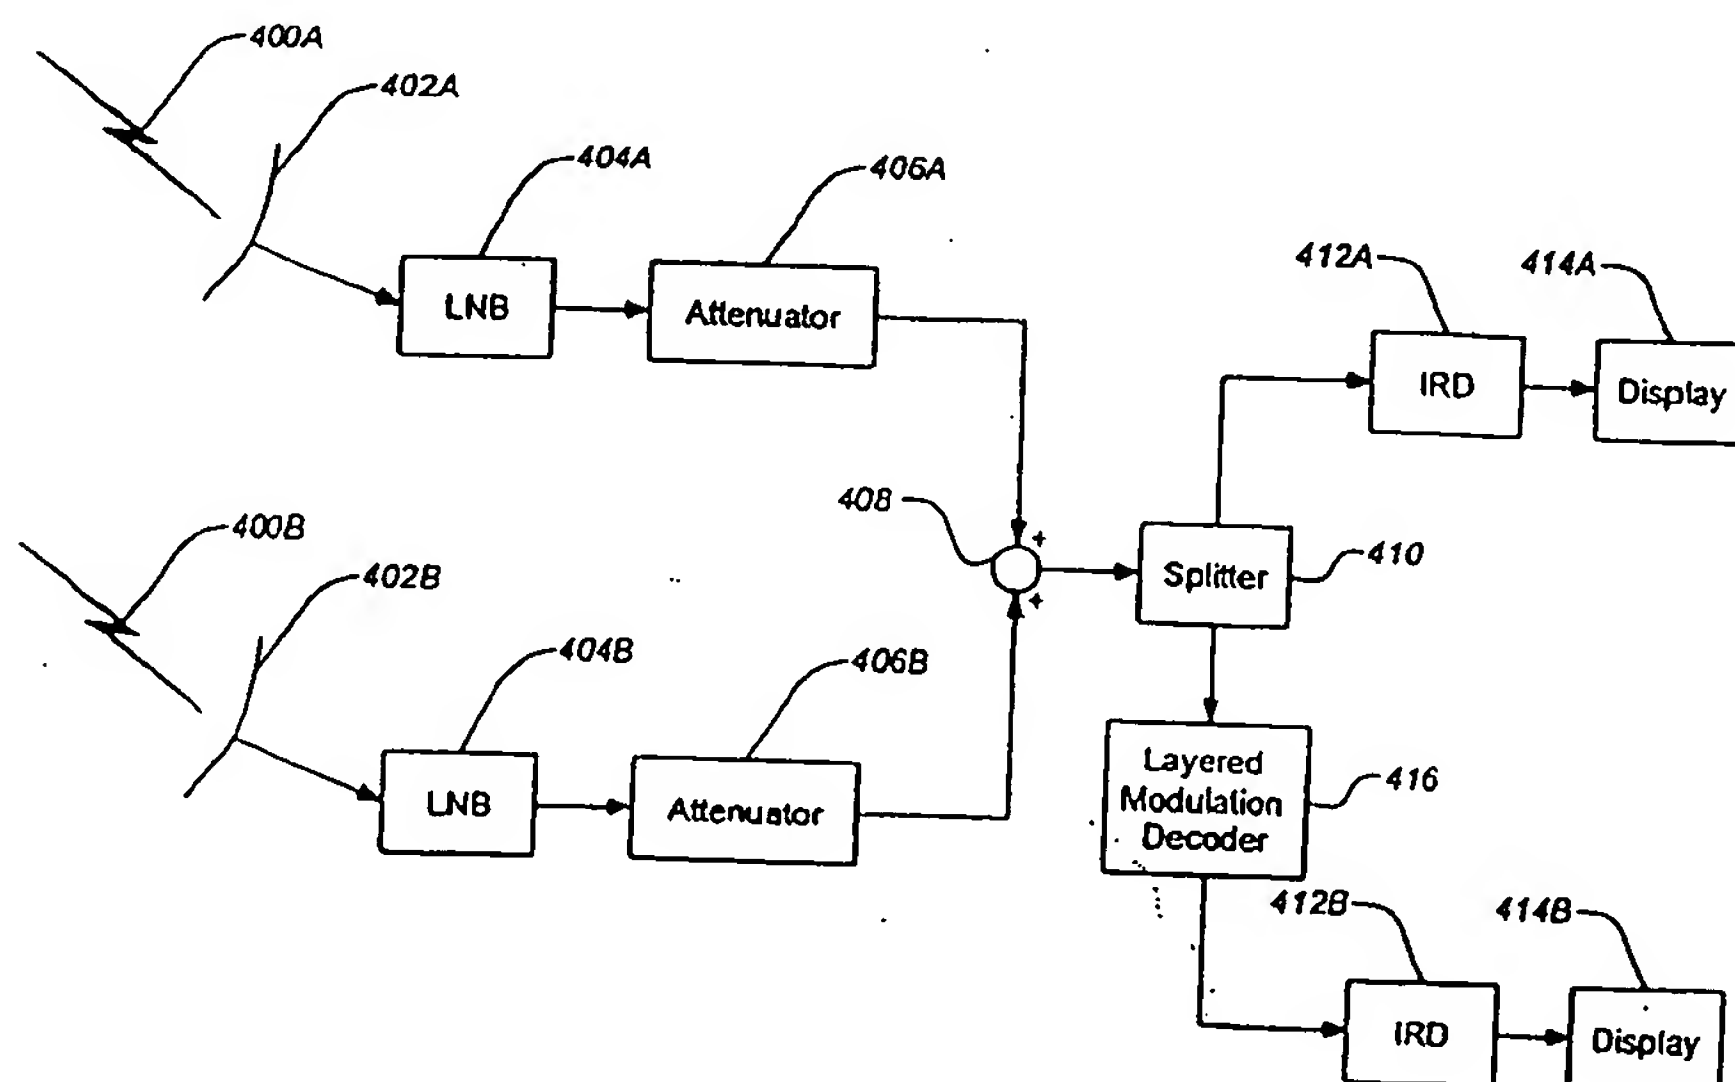 400A
402A
404A
406A
412A
414A
LNB
Attenuator
IRD
Display
408
+
+
Splitter
410
400B
402B
404B
406B
LNB
Attenuator
Layered
Modulation
Decoder
416
412B
414B
IRD
Display